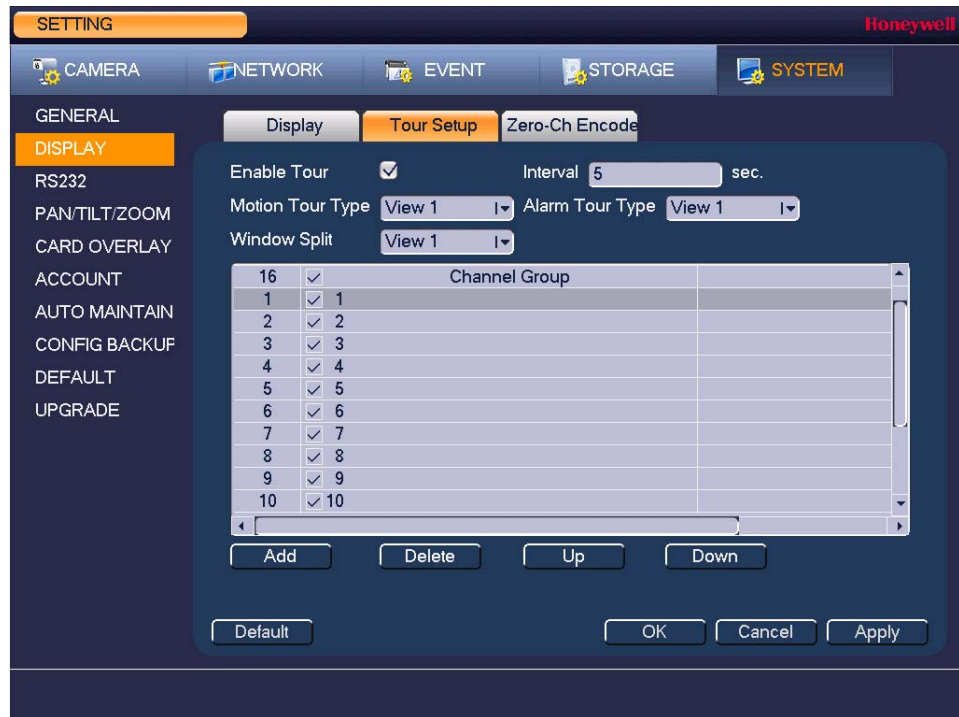 SETTING
Honeywell
CAMERA NETWORK EVENT STORAGE SYSTEM
GENERAL
DISPLAY
RS232
PAN/TILT/ZOOM
CARD OVERLAY
ACCOUNT
AUTO MAINTAIN
CONFIG BACKUP
DEFAULT
UPGRADE
Display Tour Setup Zero-Ch Encode
Enable Tour Interval 5 sec.
Motion Tour Type View 1 Alarm Tour Type View 1
Window Split View 1
16 Channel Group
1 1
2 2
3 3
4 4
5 5
6 6
7 7
8 8
9 9
10 10
Add Delete Up Down
Default OK Cancel Apply